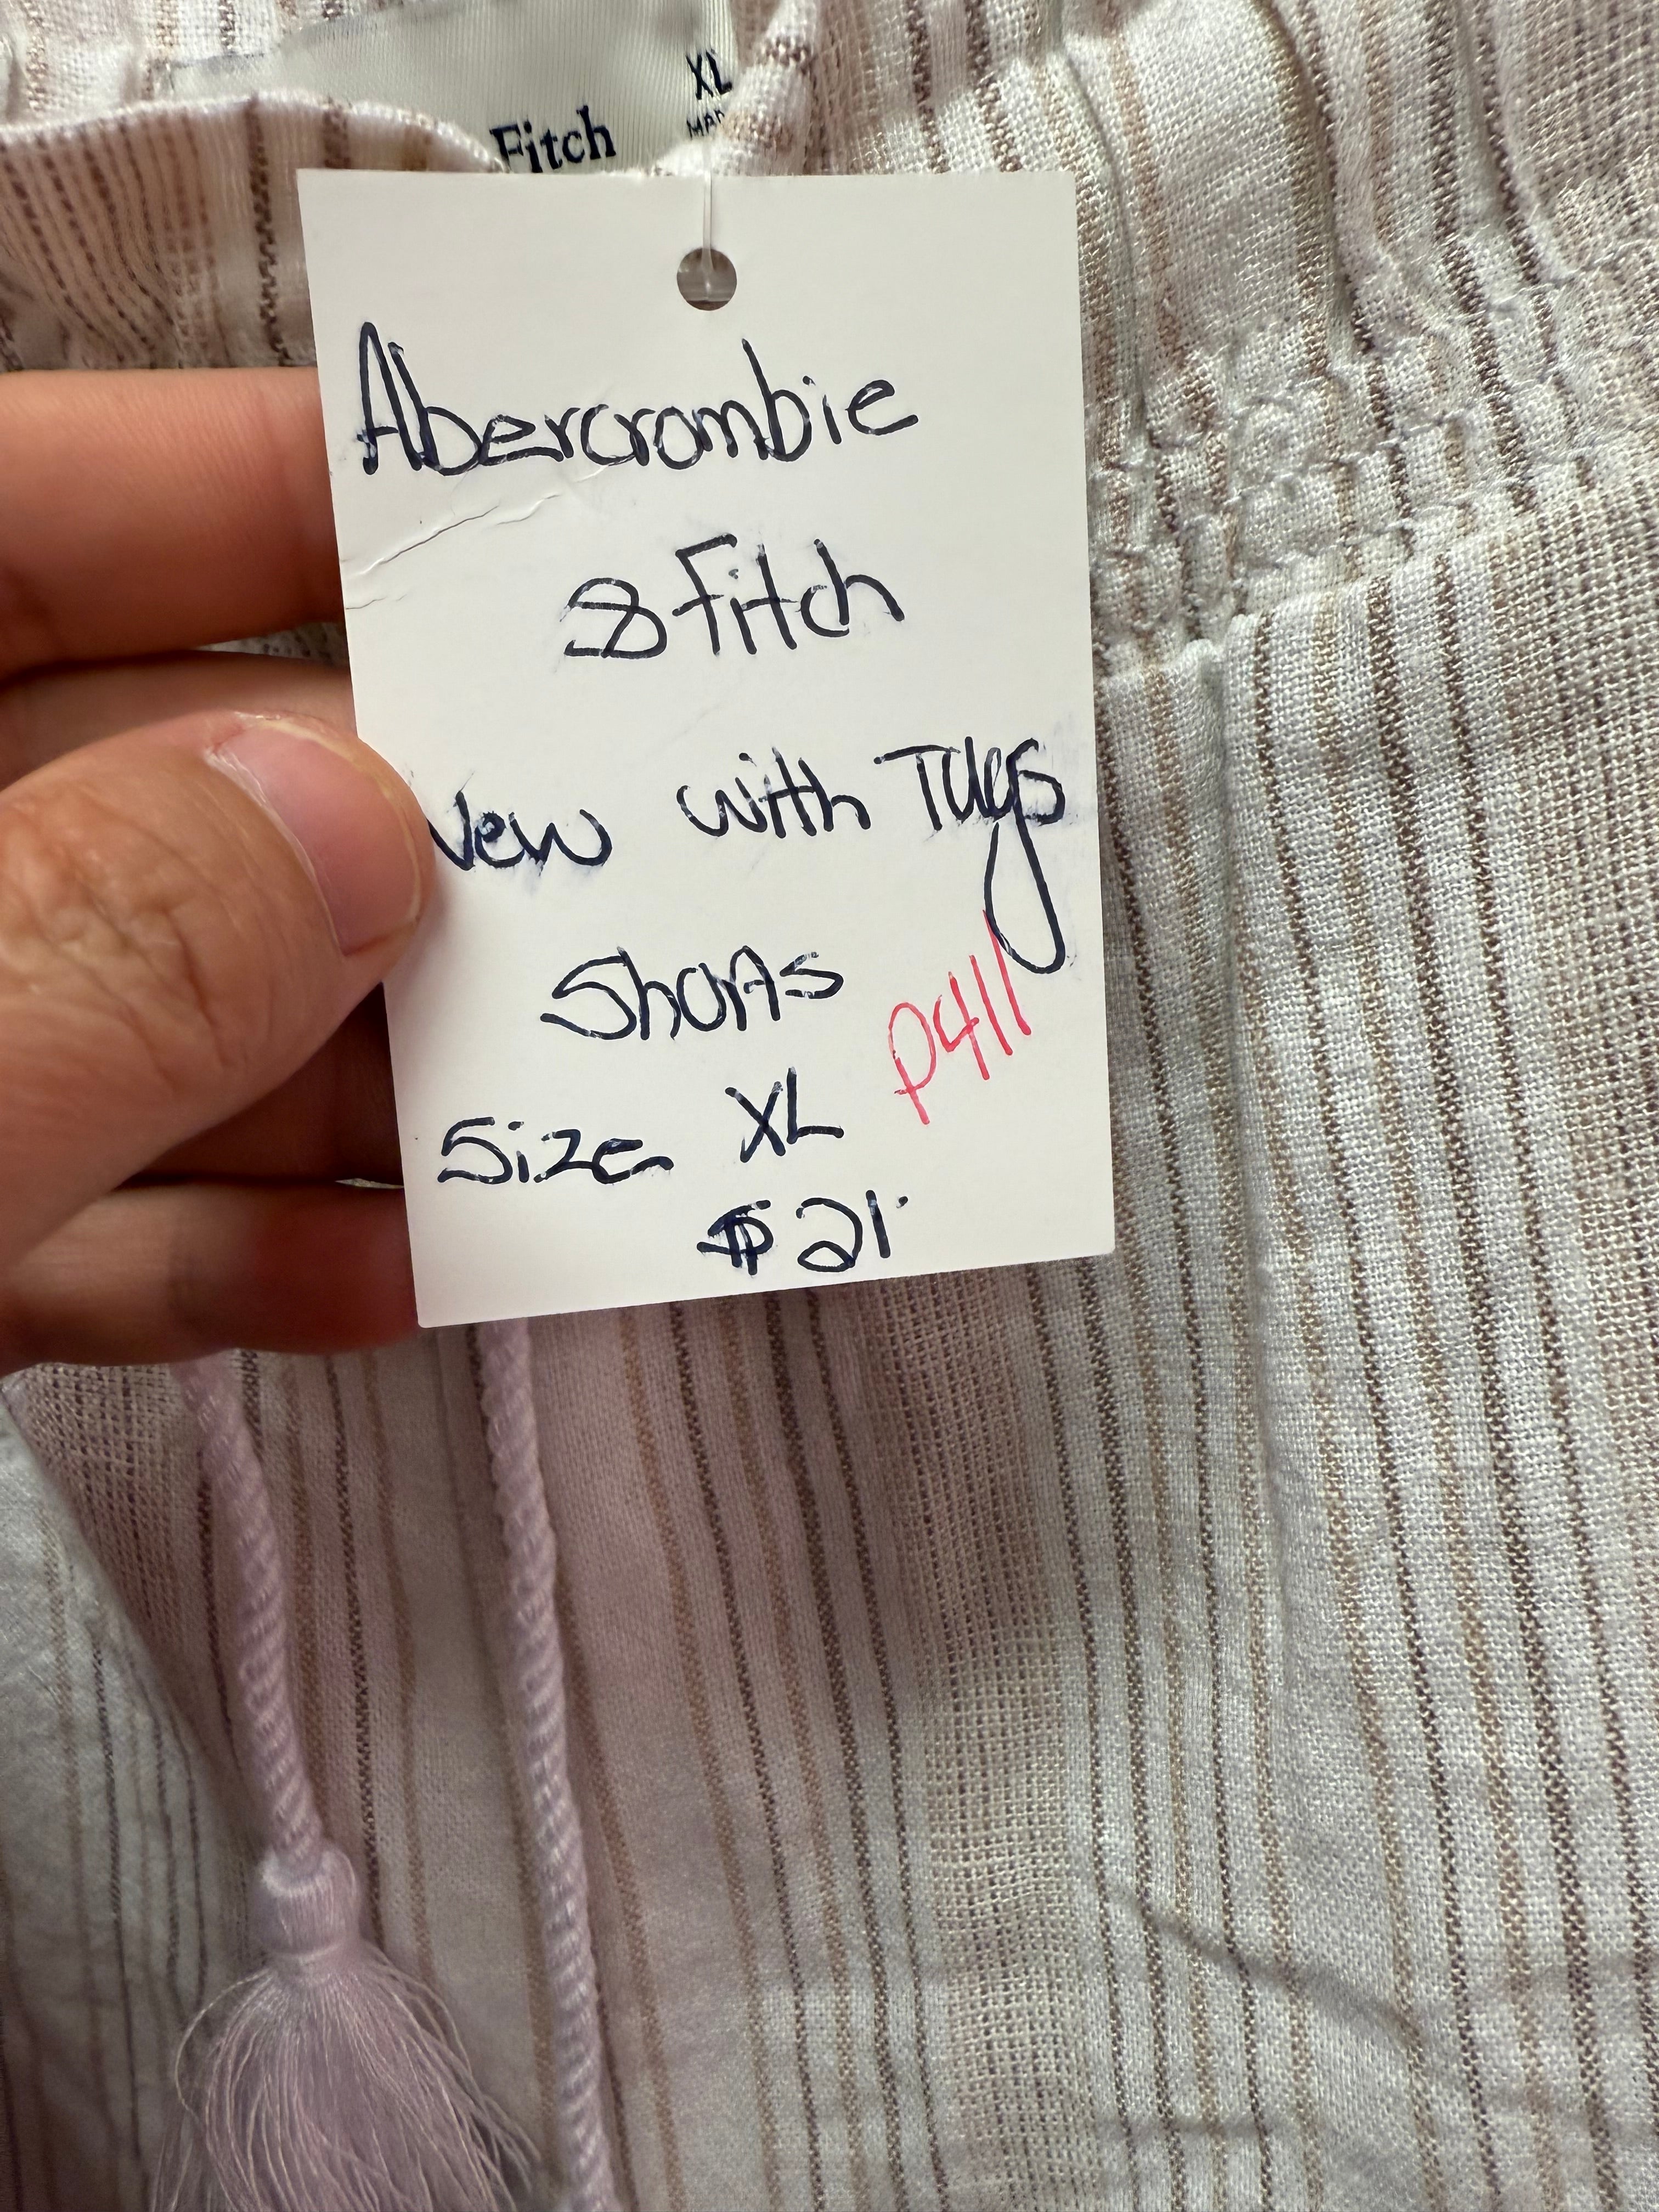 XL
Fitch
Abercrombie
& Fitch
New with Tags
Shorts
P411
Size XL
$21